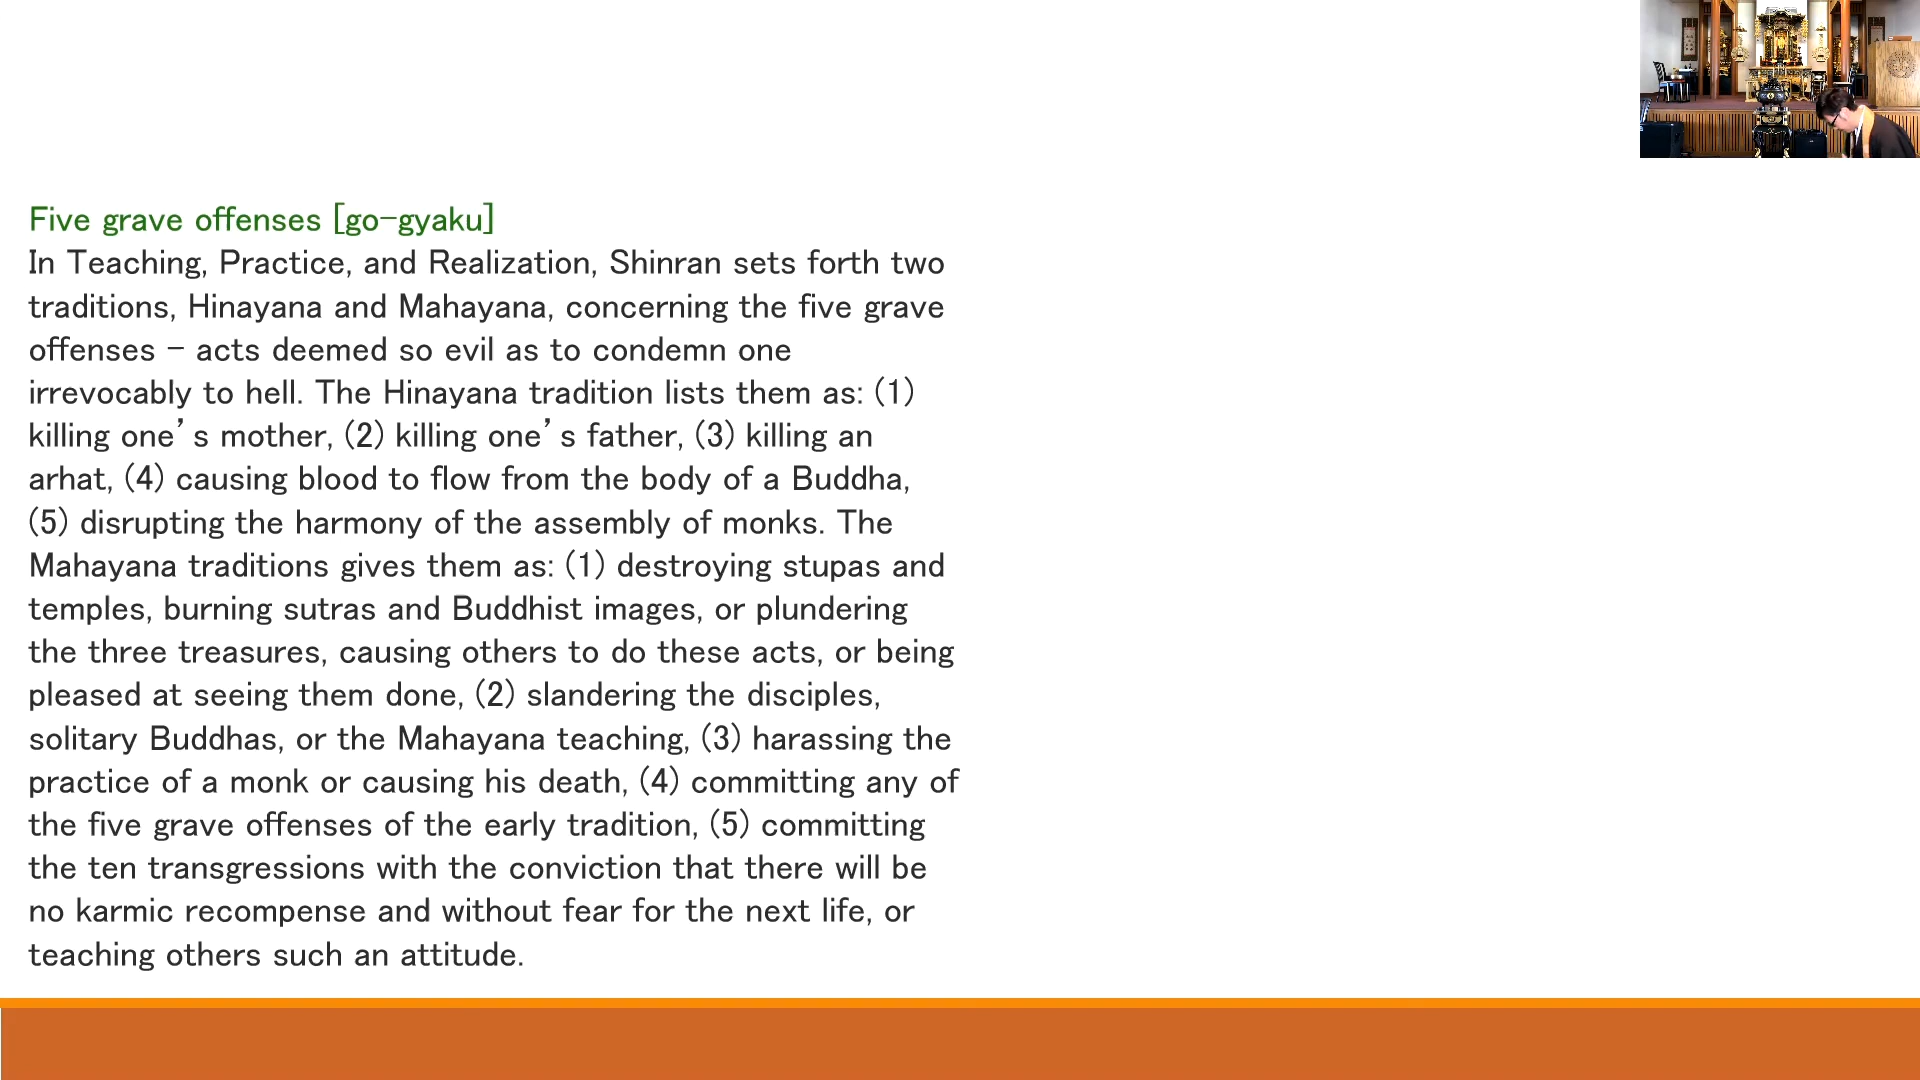 Five grave offenses [go-gyaku]
In Teaching, Practice, and Realization, Shinran sets forth two
traditions, Hinayana and Mahayana, concerning the five grave
offenses - acts deemed so evil as to condemn one
irrevocably to hell. The Hinayana tradition lists them as: (1)
killing one’s mother, (2) killing one’s father, (3) killing an
arhat, (4) causing blood to flow from the body of a Buddha,
(5) disrupting the harmony of the assembly of monks. The
Mahayana traditions gives them as: (1) destroying stupas and
temples, burning sutras and Buddhist images, or plundering
the three treasures, causing others to do these acts, or being
pleased at seeing them done, (2) slandering the disciples,
solitary Buddhas, or the Mahayana teaching, (3) harassing the
practice of a monk or causing his death, (4) committing any of
the five grave offenses of the early tradition, (5) committing
the ten transgressions with the conviction that there will be
no karmic recompense and without fear for the next life, or
teaching others such an attitude.